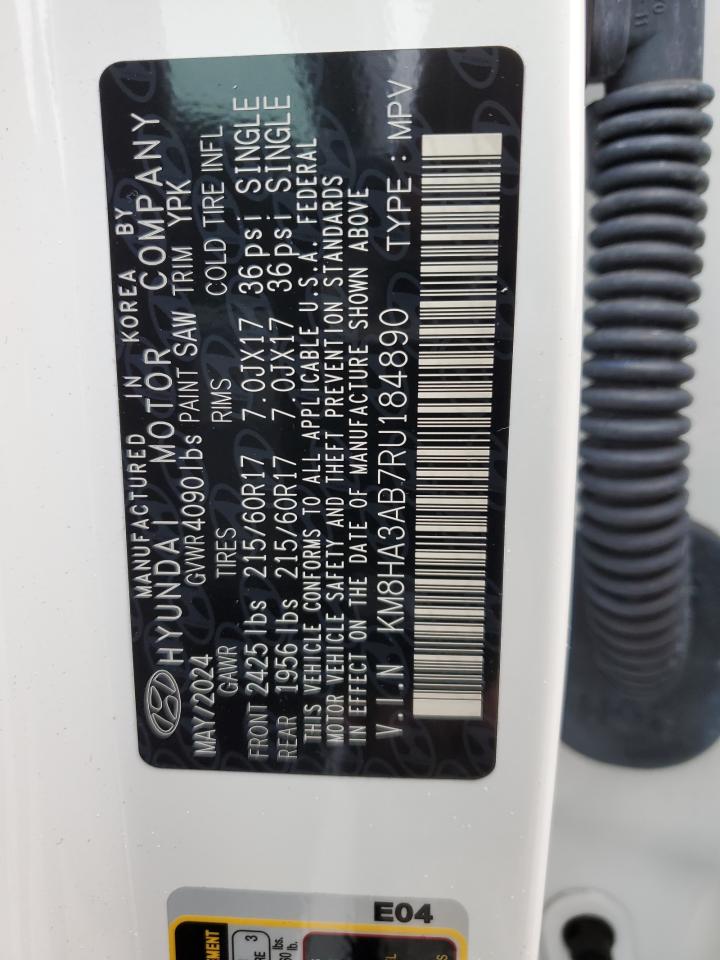 MANUFACTURED IN KOREA BY
HYUNDAI MOTOR COMPANY
MAY/2024 GVWR 4090 lbs PAINT SAW TRIM YPK
GAWR TIRES RIMS COLD TIRE INFL
FRONT 2425 lbs 215/60R17 7.0JX17 36psi SINGLE
REAR 1956 lbs 215/60R17 7.0JX17 36psi SINGLE
THIS VEHICLE CONFORMS TO ALL APPLICABLE U.S.A. FEDERAL
MOTOR VEHICLE SAFETY AND THEFT PREVENTION STANDARDS
IN EFFECT ON THE DATE OF MANUFACTURE SHOWN ABOVE
V.I.N : KM8HA3AB7RU184890 TYPE : MPV
E04
3
lbs.